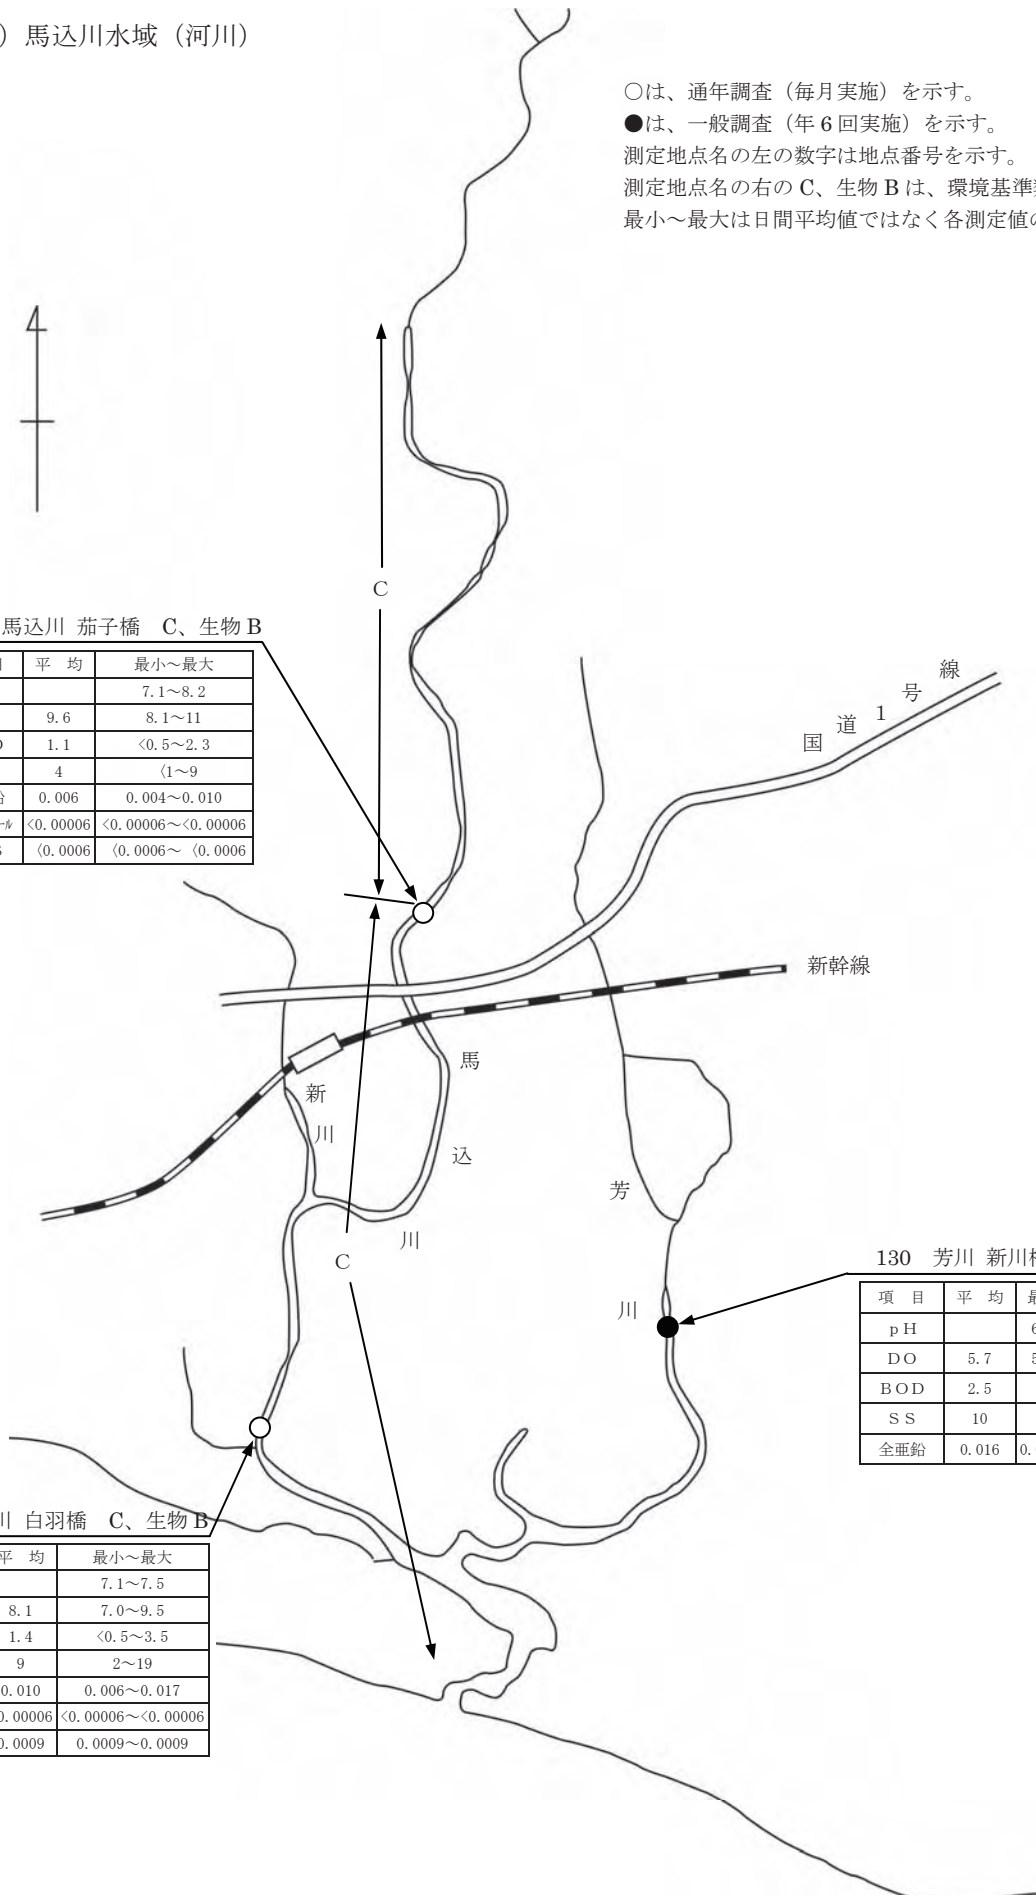 ）馬込川水域（河川）
○は、通年調査（毎月実施）を示す。
●は、一般調査（年 6 回実施）を示す。
測定地点名の左の数字は地点番号を示す。
測定地点名の右の C、生物 B は、環境基準
最小～最大は日間平均値ではなく各測定値の
C
馬込川 茄子橋 C、生物 B
平 均 最小～最大
7.1～8.2
9.6 8.1～11
1.1 <0.5～2.3
4 〈1～9
0.006 0.004～0.010
<0.00006 <0.00006～<0.00006
〈0.0006 〈0.0006～〈0.0006
国道1号線
新幹線
新川
馬込川
芳川
C
130 芳川 新川
項 目 平 均
pH
DO 5.7
BOD 2.5
SS 10
全亜鉛 0.016 0.
川 白羽橋 C、生物 B
平 均 最小～最大
7.1～7.5
8.1 7.0～9.5
1.4 <0.5～3.5
9 2～19
0.010 0.006～0.017
0.00006 <0.00006～<0.00006
0.0009 0.0009～0.0009